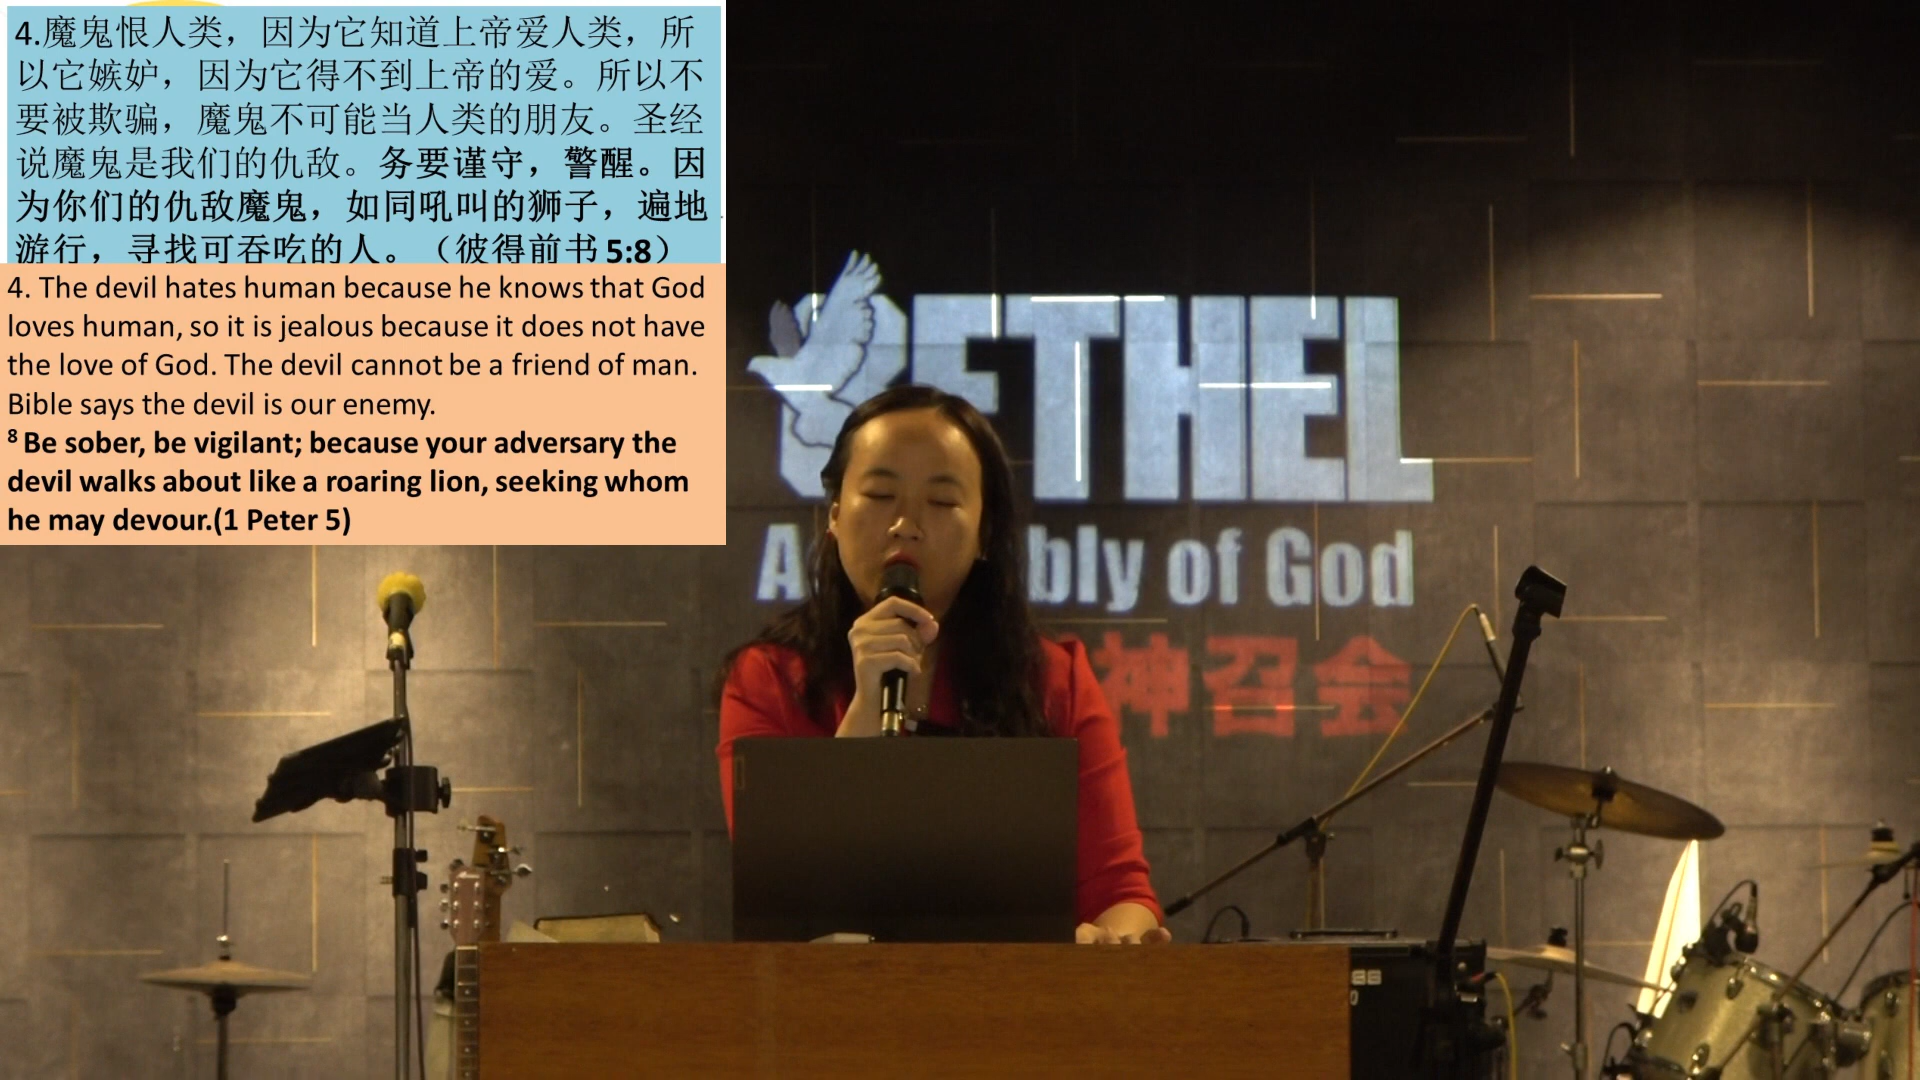 4.魔鬼恨人类，因为它知道上帝爱人类，所
以它嫉妒，因为它得不到上帝的爱。所以不
要被欺骗，魔鬼不可能当人类的朋友。圣经
说魔鬼是我们的仇敌。务要谨守，警醒。因
为你们的仇敌魔鬼，如同吼叫的狮子，遍地
游行，寻找可吞吃的人。（彼得前书5:8）
4. The devil hates human because he knows that God
loves human, so it is jealous because it does not have
the love of God. The devil cannot be a friend of man.
Bible says the devil is our enemy.
8 Be sober, be vigilant; because your adversary the
devil walks about like a roaring lion, seeking whom
he may devour.(1 Peter 5)
BETHEL
of God
神召会